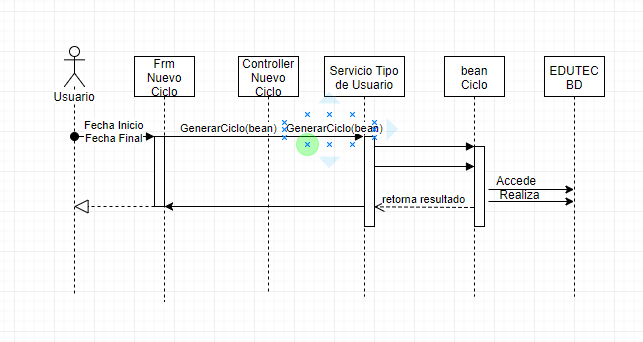 Usuario
Frm
Nuevo
Ciclo
Controller
Nuevo
Ciclo
Servicio Tipo
de Usuario
bean
Ciclo
EDUTEC
BD
Fecha Inicio
Fecha Final
GenerarCiclo(bean)
GenerarCiclo(bean)
Accede
Realiza
retorna resultado